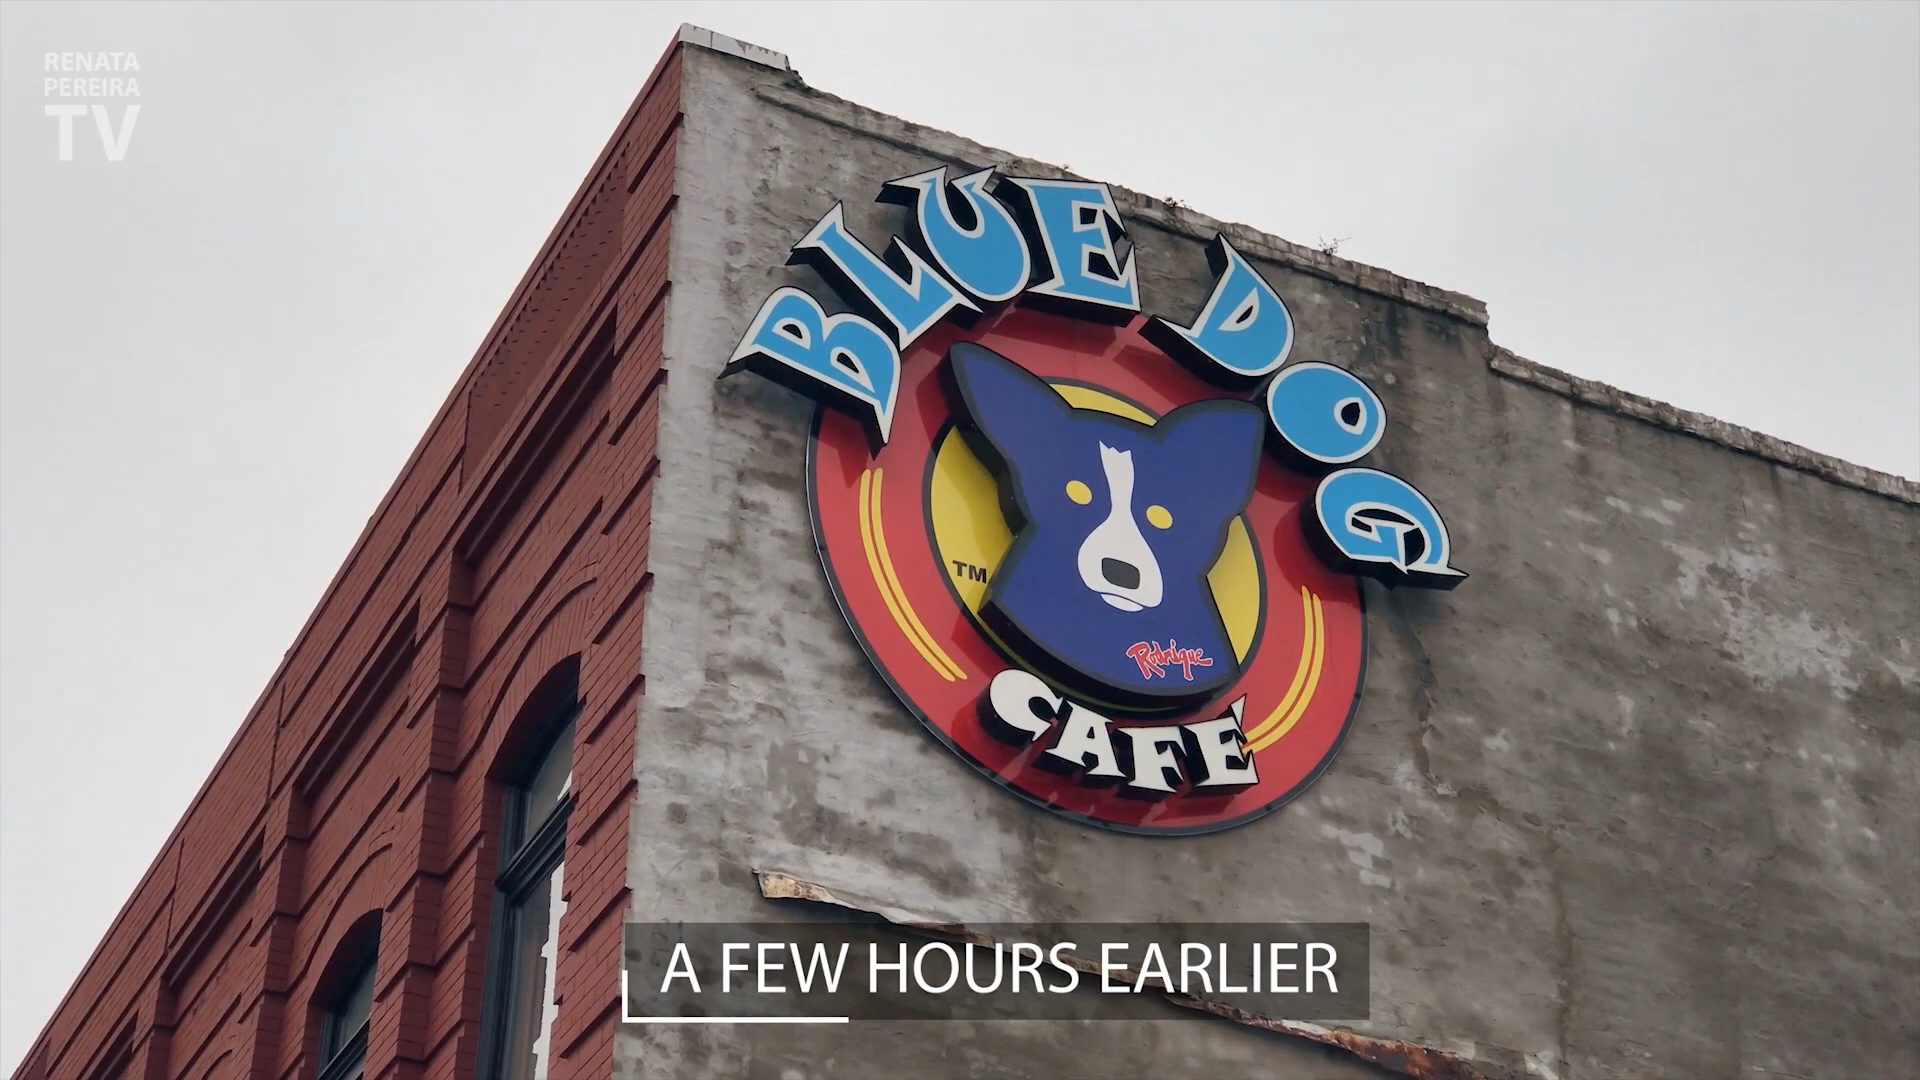 RENATA
PEREIRA
TV
BLUE DOG
TM
Rodrigue
CAFÉ
A FEW HOURS EARLIER